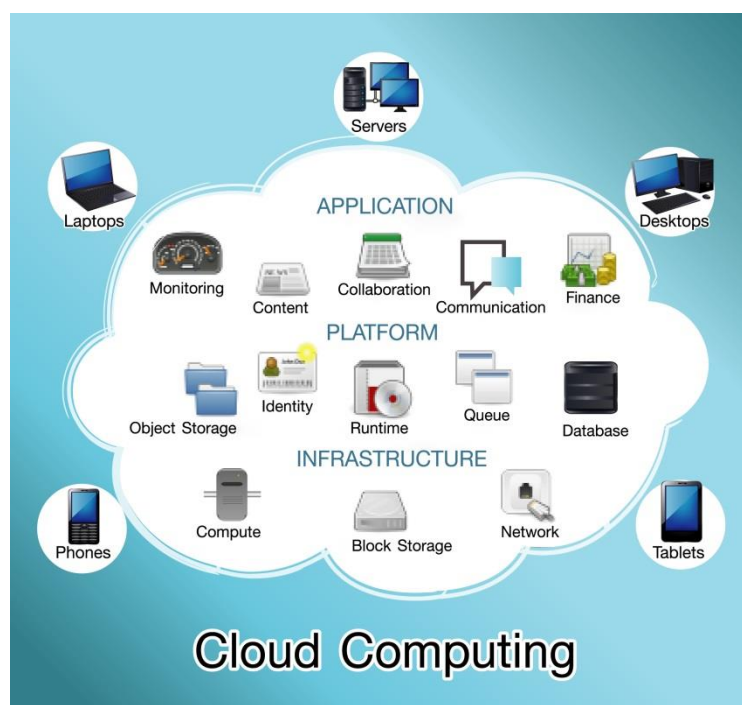 Servers
Laptops
Desktops
APPLICATION
Monitoring
Content
Collaboration
Communication
Finance
PLATFORM
Object Storage
Identity
Runtime
Queue
Database
INFRASTRUCTURE
Compute
Block Storage
Network
Phones
Tablets
Cloud Computing